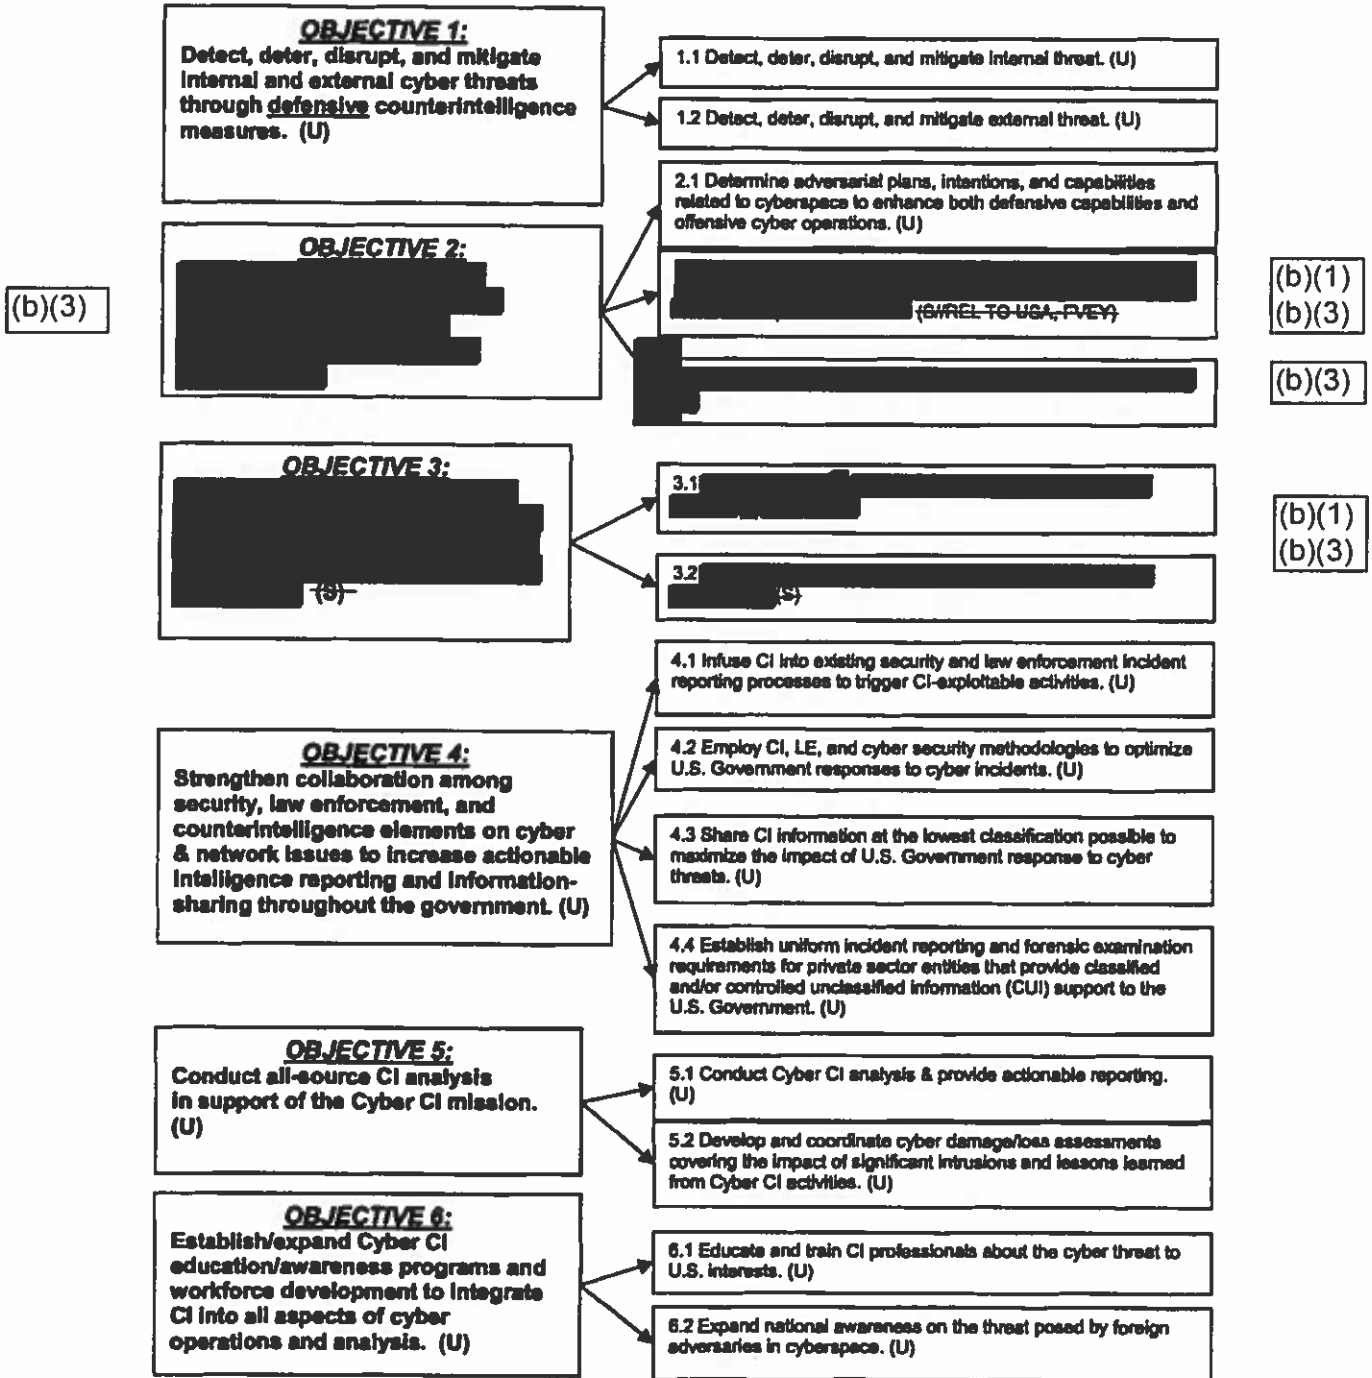 OBJECTIVE 1:
Detect, deter, disrupt, and mitigate
internal and external cyber threats
through defensive counterintelligence
measures. (U)
1.1 Detect, deter, disrupt, and mitigate internal threat. (U)
1.2 Detect, deter, disrupt, and mitigate external threat. (U)
OBJECTIVE 2:
(b)(3)
2.1 Determine adversarial plans, intentions, and capabilities
related to cyberspace to enhance both defensive capabilities and
offensive cyber operations. (U)
(S//REL TO USA, FVEY)
(b)(1)
(b)(3)
(b)(3)
OBJECTIVE 3:
(S)
3.1
3.2
(S)
(b)(1)
(b)(3)
OBJECTIVE 4:
Strengthen collaboration among
security, law enforcement, and
counterintelligence elements on cyber
& network issues to increase actionable
intelligence reporting and information-
sharing throughout the government. (U)
4.1 Infuse CI into existing security and law enforcement incident
reporting processes to trigger CI-exploitable activities. (U)
4.2 Employ CI, LE, and cyber security methodologies to optimize
U.S. Government responses to cyber incidents. (U)
4.3 Share CI information at the lowest classification possible to
maximize the impact of U.S. Government response to cyber
threats. (U)
4.4 Establish uniform incident reporting and forensic examination
requirements for private sector entities that provide classified
and/or controlled unclassified information (CUI) support to the
U.S. Government. (U)
OBJECTIVE 5:
Conduct all-source CI analysis
in support of the Cyber CI mission.
(U)
5.1 Conduct Cyber CI analysis & provide actionable reporting.
(U)
5.2 Develop and coordinate cyber damage/loss assessments
covering the impact of significant intrusions and lessons learned
from Cyber CI activities. (U)
OBJECTIVE 6:
Establish/expand Cyber CI
education/awareness programs and
workforce development to integrate
CI into all aspects of cyber
operations and analysis. (U)
6.1 Educate and train CI professionals about the cyber threat to
U.S. interests. (U)
6.2 Expand national awareness on the threat posed by foreign
adversaries in cyberspace. (U)